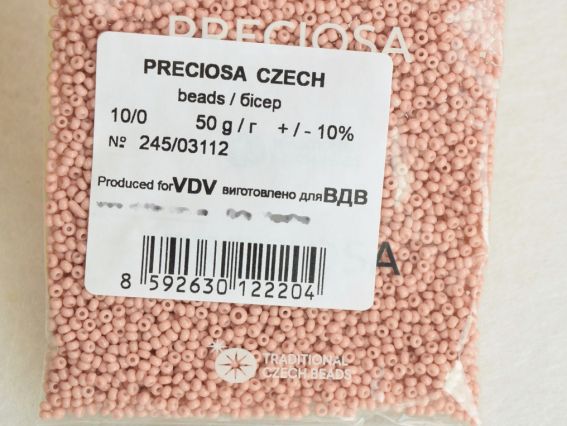 PRECIOSA
PRECIOSA CZECH
beads / бісер
10/0 50 g / г + / - 10%
№ 245/03112
Produced for VDV виготовлено для ВДВ
8 592630 122204
TRADITIONAL
CZECH BEADS